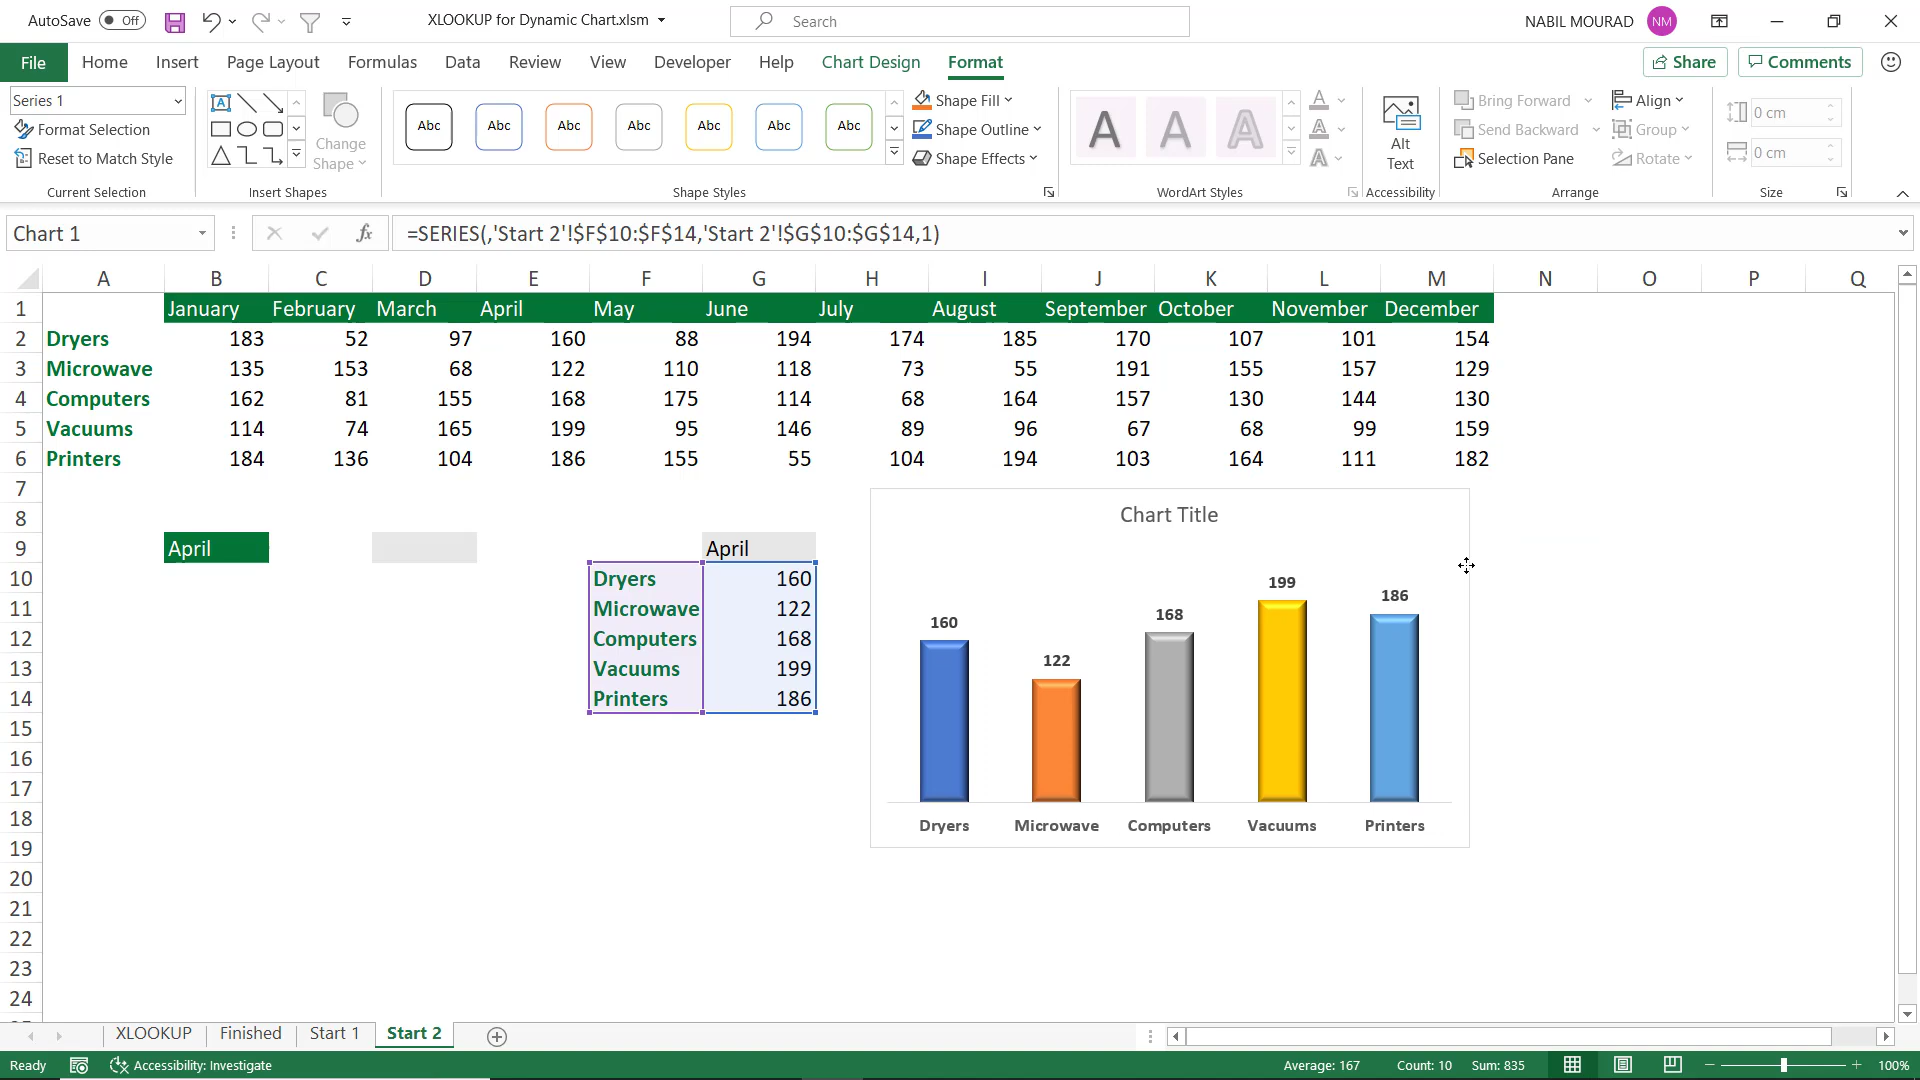 AutoSave Off XLOOKUP for Dynamic Chart.xlsm Search NABIL MOURAD NM
File Home Insert Page Layout Formulas Data Review View Developer Help Chart Design Format Share Comments
Series 1
Format Selection
Reset to Match Style
Current Selection
Change Shape
Insert Shapes
Abc Abc Abc Abc Abc Abc Abc
Shape Fill
Shape Outline
Shape Effects
Shape Styles
A A A
A
A
A
WordArt Styles
Alt Text
Accessibility
Bring Forward
Send Backward
Selection Pane
Align
Group
Rotate
Arrange
0 cm
0 cm
Size
Chart 1 fx =SERIES(,'Start 2'!$F$10:$F$14,'Start 2'!$G$10:$G$14,1)
A B C D E F G H I J K L M N O P Q
1 January February March April May June July August September October November December
2 Dryers 183 52 97 160 88 194 174 185 170 107 101 154
3 Microwave 135 153 68 122 110 118 73 55 191 155 157 129
4 Computers 162 81 155 168 175 114 68 164 157 130 144 130
5 Vacuums 114 74 165 199 95 146 89 96 67 68 99 159
6 Printers 184 136 104 186 155 55 104 194 103 164 111 182
7
8
9 April April
10 Dryers 160
11 Microwave 122
12 Computers 168
13 Vacuums 199
14 Printers 186
15
16
17
18
19
20
21
22
23
24
Chart Title
160 122 168 199 186
Dryers Microwave Computers Vacuums Printers
XLOOKUP Finished Start 1 Start 2
Ready Accessibility: Investigate Average: 167 Count: 10 Sum: 835 100%